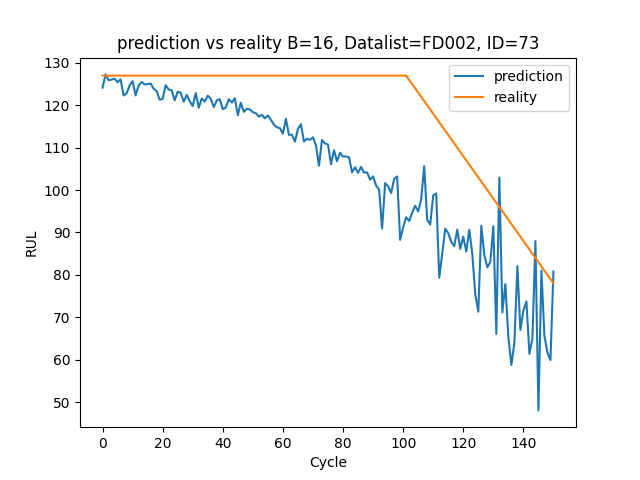 prediction vs reality B=16, Datalist=FD002, ID=73
130
120
110
100
90
80
70
60
50
RUL
prediction
reality
0 20 40 60 80 100 120 140
Cycle